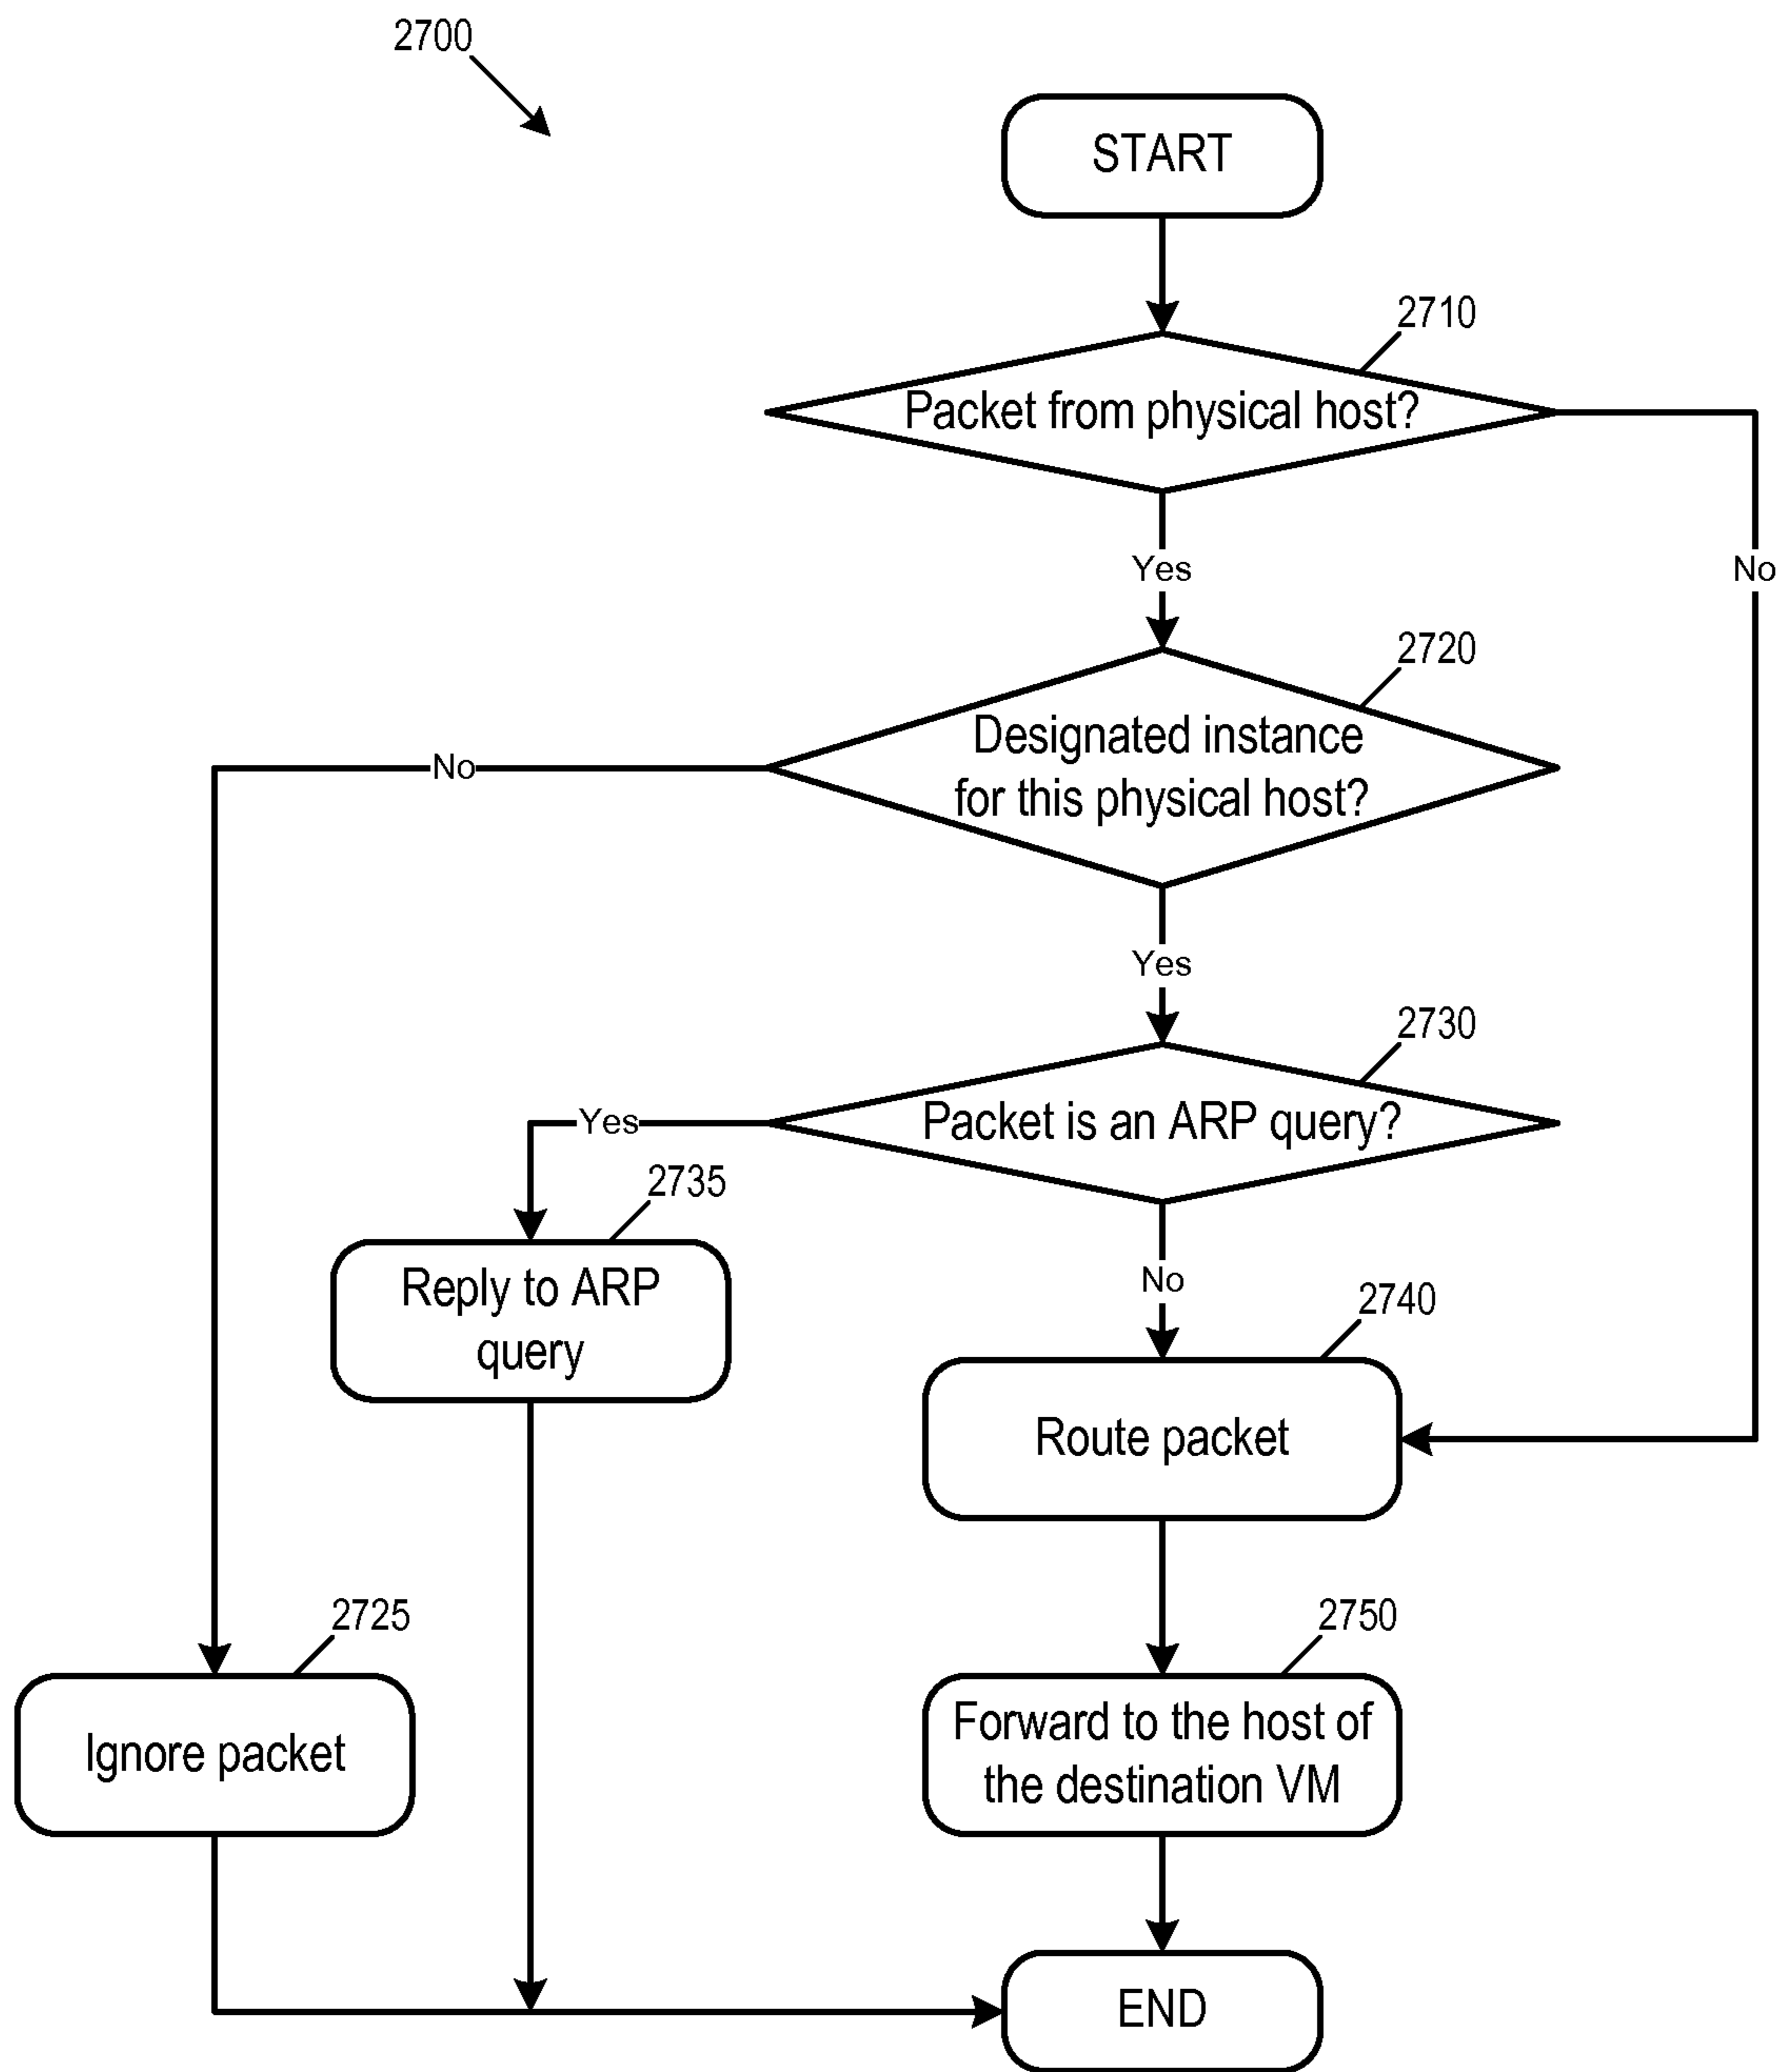 2700
START
2710
Packet from physical host?
Yes
No
2720
Designated instance
for this physical host?
No
Yes
2730
Packet is an ARP query?
Yes
2735
Reply to ARP
query
No
2740
Route packet
2725
Ignore packet
2750
Forward to the host of
the destination VM
END